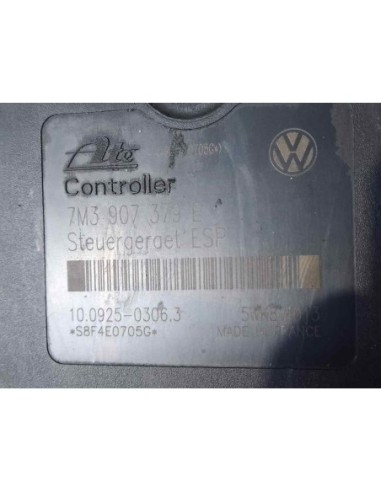 Ate
Controller
7M3 907 379 E
Steuergeraet ESP
10.0925-0306.3
*S8F4E0705G*
MADE IN FRANCE